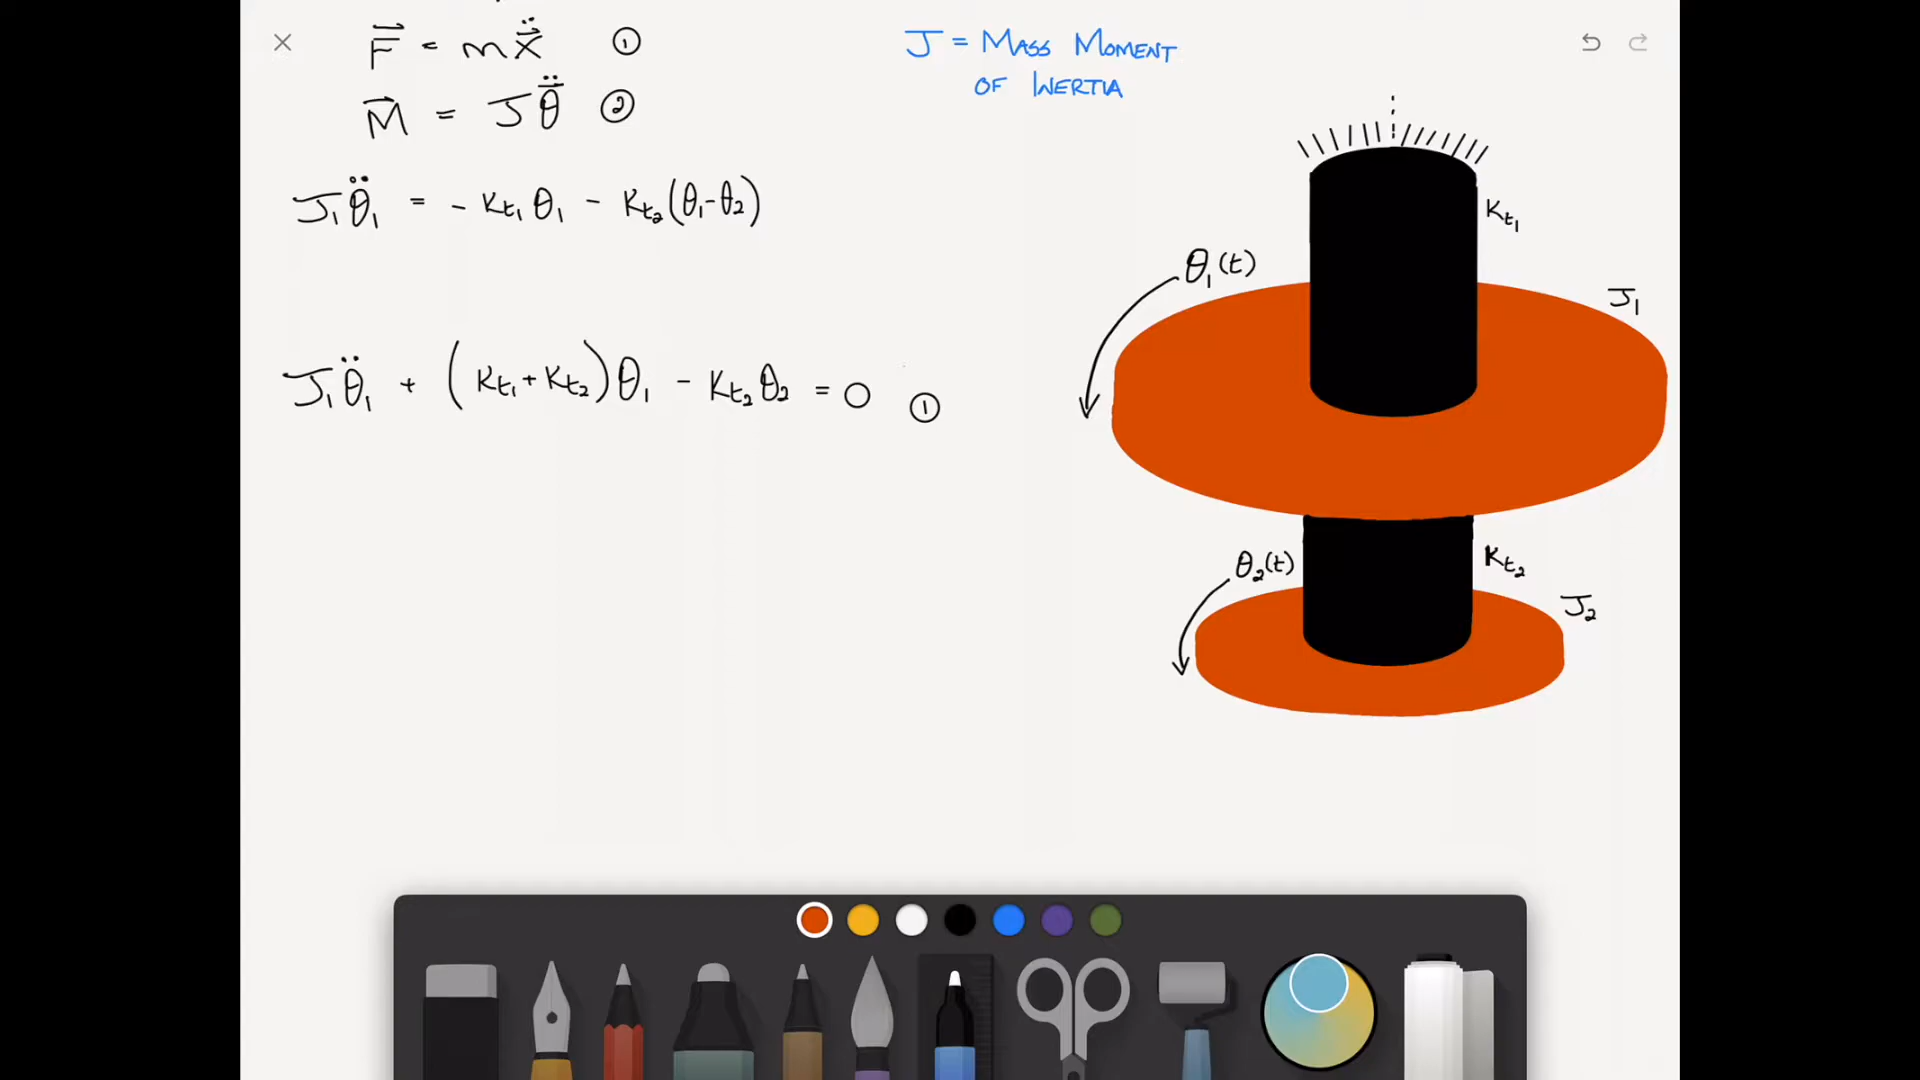 F⃗ = mẍ⃗ ①
M⃗ = Jθ̈ ②
J = MASS MOMENT
OF INERTIA
J₁θ̈₁ = - Kt₁θ₁ - Kt₂(θ₁-θ₂)
J₁θ̈₁ + (Kt₁+Kt₂)θ₁ - Kt₂θ₂ = 0 ①
Kt₁
θ₁(t)
J₁
θ₂(t)
Kt₂
J₂